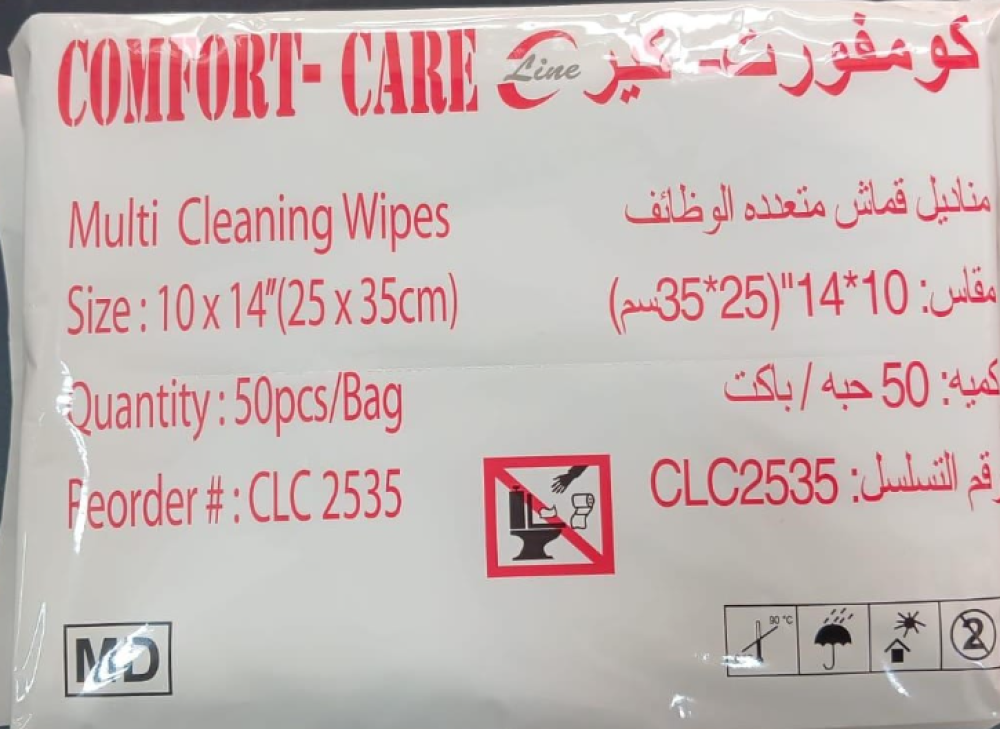 COMFORT- CARE Line كومفورت- كير
Multi Cleaning Wipes
مناديل قماش متعدده الوظائف
Size : 10 x 14"(25 x 35cm)
مقاس: 10*14"(25*35سم)
Quantity : 50pcs/Bag
كميه: 50 حبه / باكت
Reorder # : CLC 2535
رقم التسلسل: CLC2535
MD
90 °C
2